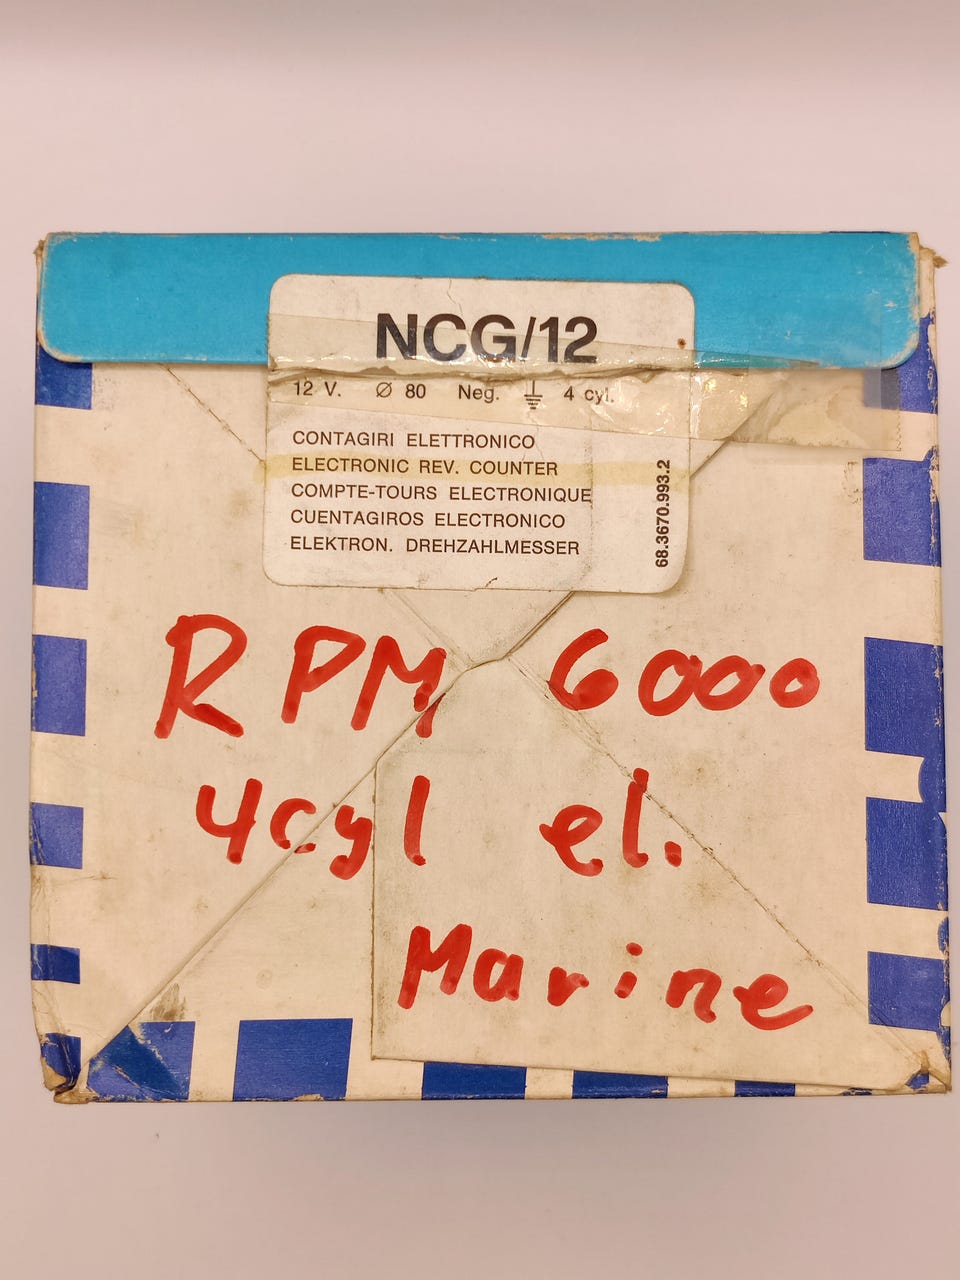 NCG/12
12 V. Ø 80 Neg. ⏚ 4 cyl.
CONTAGIRI ELETTRONICO
ELECTRONIC REV. COUNTER
COMPTE-TOURS ELECTRONIQUE
CUENTAGIROS ELECTRONICO
ELEKTRON. DREHZAHLMESSER
68.3670.993.2
RPM 6000
4cyl el.
Marine